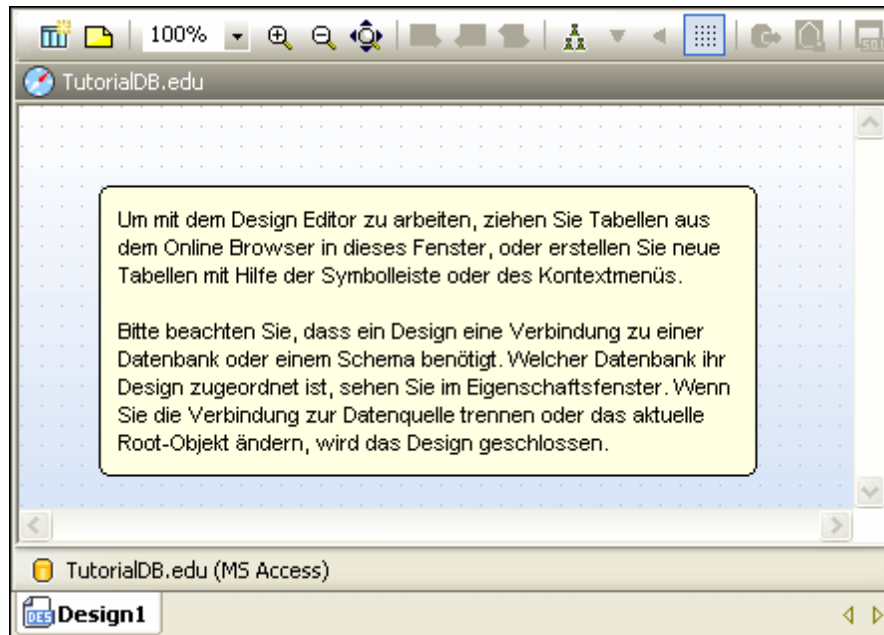 100%
TutorialDB.edu
Um mit dem Design Editor zu arbeiten, ziehen Sie Tabellen aus
dem Online Browser in dieses Fenster, oder erstellen Sie neue
Tabellen mit Hilfe der Symbolleiste oder des Kontextmenüs.
Bitte beachten Sie, dass ein Design eine Verbindung zu einer
Datenbank oder einem Schema benötigt. Welcher Datenbank ihr
Design zugeordnet ist, sehen Sie im Eigenschaftsfenster. Wenn
Sie die Verbindung zur Datenquelle trennen oder das aktuelle
Root-Objekt ändern, wird das Design geschlossen.
TutorialDB.edu (MS Access)
DES Design1